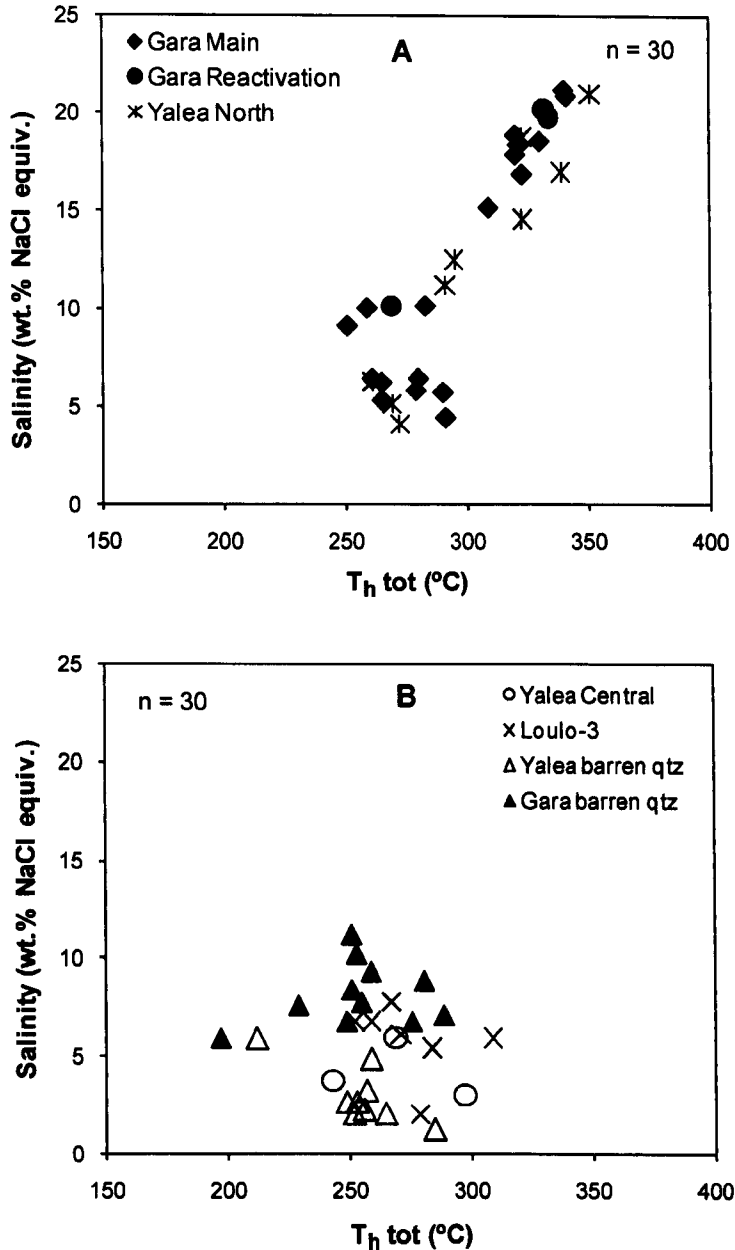 A
n = 30
Gara Main
Gara Reactivation
Yalea North
Salinity (wt.% NaCl equiv.)
25
20
15
10
5
0
150
200
250
300
350
400
Th tot (ºC)
B
n = 30
Yalea Central
Loulo-3
Yalea barren qtz
Gara barren qtz
Salinity (wt.% NaCl equiv.)
25
20
15
10
5
0
150
200
250
300
350
400
Th tot (ºC)